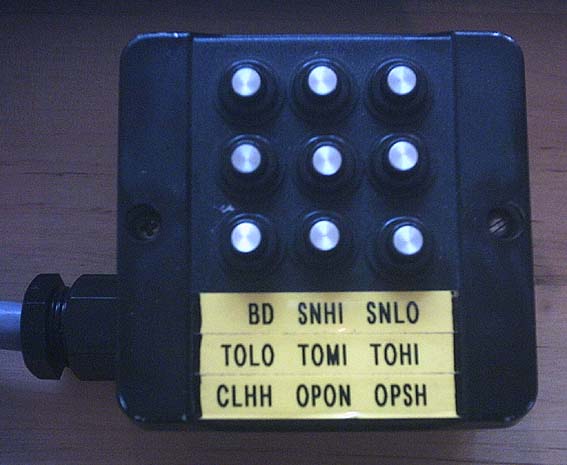 BD SNHI SNLO
TOLO TOMI TOHI
CLHH OPON OPSH